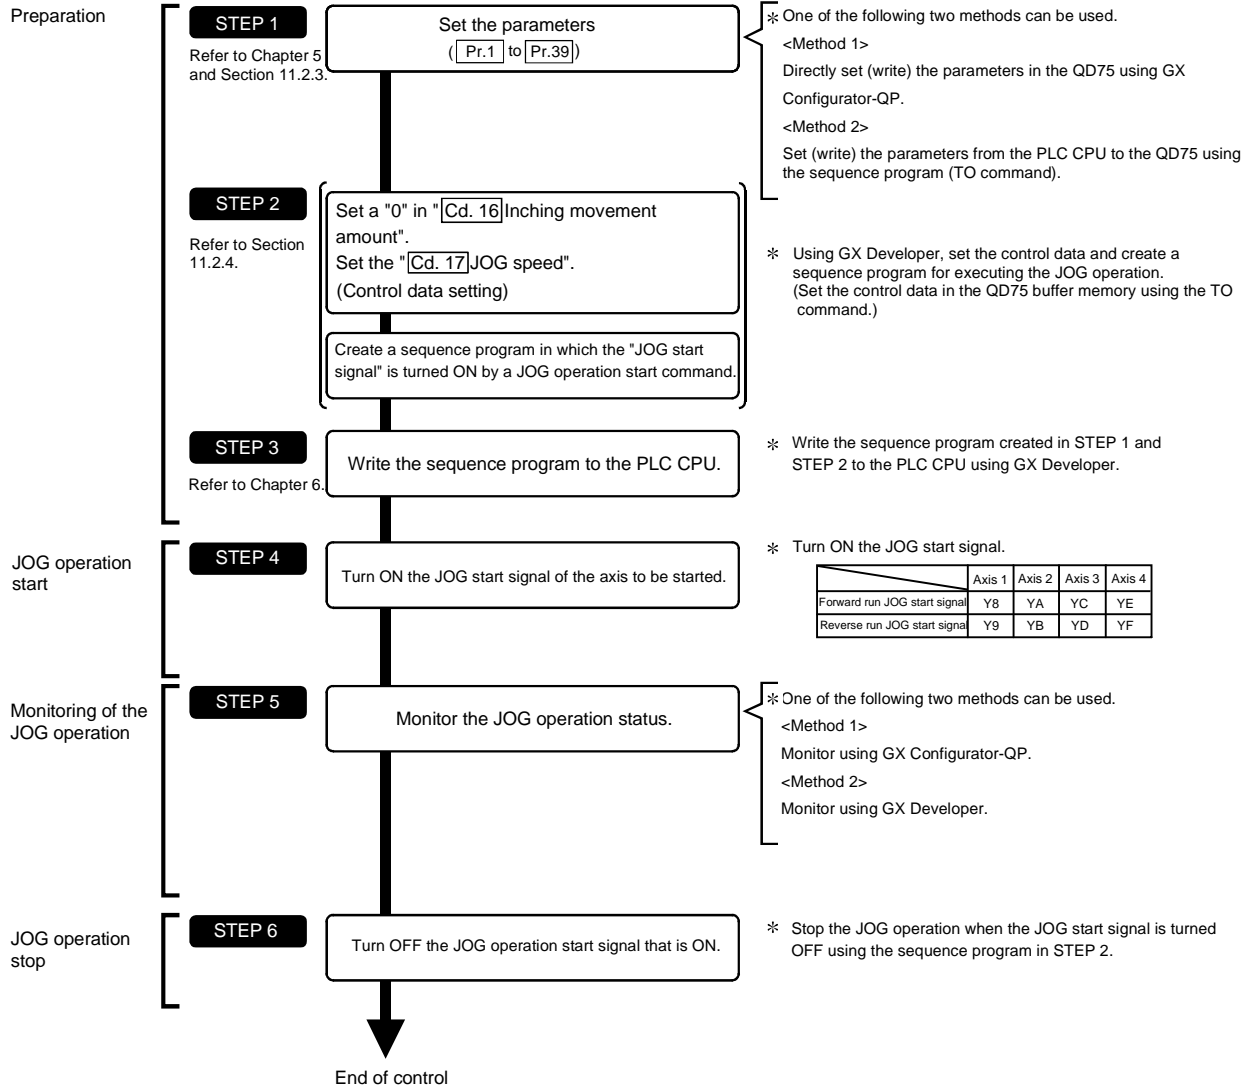 Preparation
STEP 1
Refer to Chapter 5
and Section 11.2.3.
Set the parameters
( Pr.1 to Pr.39 )
* One of the following two methods can be used.
<Method 1>
Directly set (write) the parameters in the QD75 using GX
Configurator-QP.
<Method 2>
Set (write) the parameters from the PLC CPU to the QD75 using
the sequence program (TO command).
STEP 2
Refer to Section
11.2.4.
Set a "0" in " Cd. 16 Inching movement
amount".
Set the " Cd. 17 JOG speed".
(Control data setting)
Create a sequence program in which the "JOG start
signal" is turned ON by a JOG operation start command.
* Using GX Developer, set the control data and create a
sequence program for executing the JOG operation.
(Set the control data in the QD75 buffer memory using the TO
command.)
STEP 3
Refer to Chapter 6.
Write the sequence program to the PLC CPU.
* Write the sequence program created in STEP 1 and
STEP 2 to the PLC CPU using GX Developer.
JOG operation
start
STEP 4
Turn ON the JOG start signal of the axis to be started.
* Turn ON the JOG start signal.
Axis 1 Axis 2 Axis 3 Axis 4
Forward run JOG start signal Y8 YA YC YE
Reverse run JOG start signal Y9 YB YD YF
Monitoring of the
JOG operation
STEP 5
Monitor the JOG operation status.
* One of the following two methods can be used.
<Method 1>
Monitor using GX Configurator-QP.
<Method 2>
Monitor using GX Developer.
JOG operation
stop
STEP 6
Turn OFF the JOG operation start signal that is ON.
* Stop the JOG operation when the JOG start signal is turned
OFF using the sequence program in STEP 2.
End of control